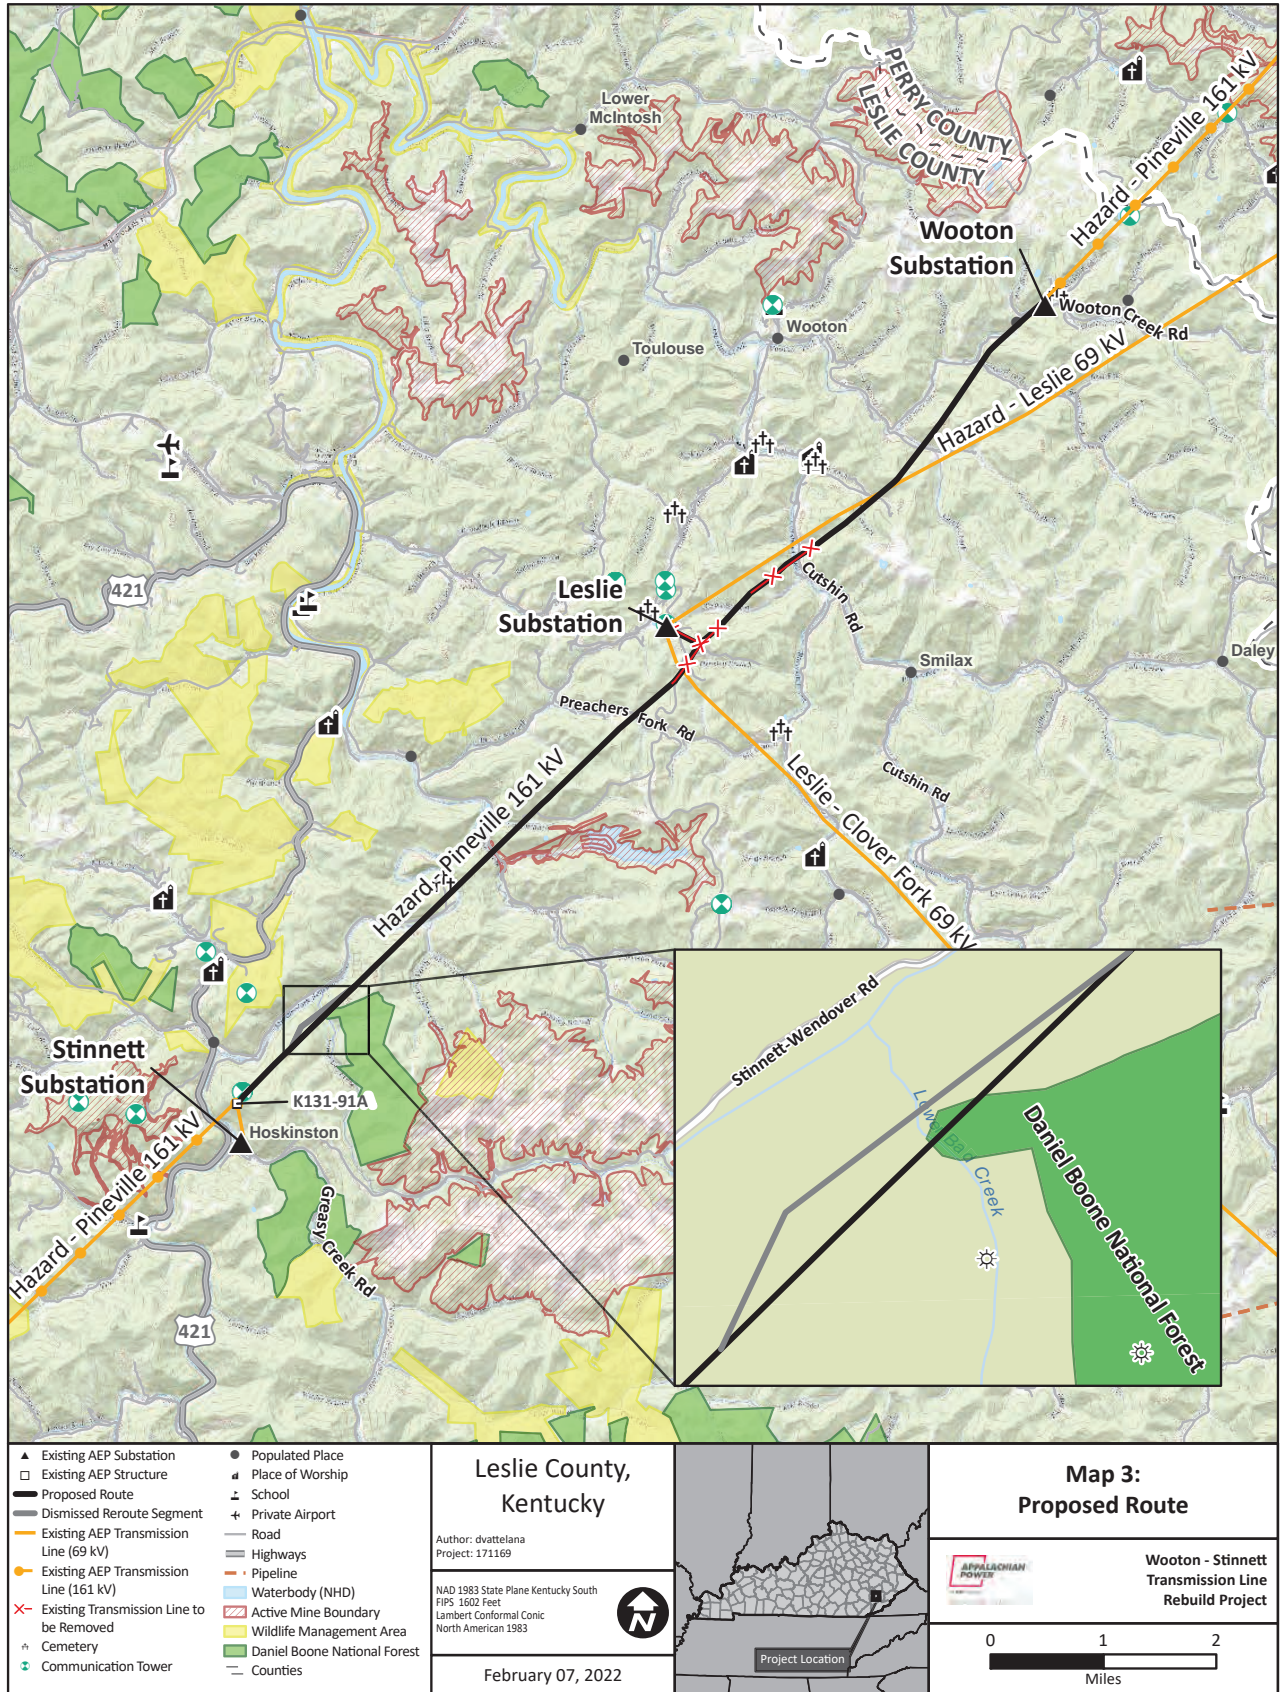 Lower
McIntosh
PERRY COUNTY
LESLIE COUNTY
Hazard - Pineville 161 kV
Wooton
Substation
Wooton Creek Rd
Wooton
Toulouse
Hazard - Leslie 69 kV
421
Leslie
Substation
Cutshin Rd
Smilax
Daley
Preachers Fork Rd
Hazard - Pineville 161 kV
Leslie - Clover Fork 69 kV
Cutshin Rd
Stinnett
Substation
K131-91A
Hoskinston
Hazard - Pineville 161 kV
Greasy Creek Rd
421
Stinnett-Wendover Rd
Lower Bad Creek
Daniel Boone National Forest
Existing AEP Substation
Existing AEP Structure
Proposed Route
Dismissed Reroute Segment
Existing AEP Transmission
Line (69 kV)
Existing AEP Transmission
Line (161 kV)
Existing Transmission Line to
be Removed
Cemetery
Communication Tower
Populated Place
Place of Worship
School
Private Airport
Road
Highways
Pipeline
Waterbody (NHD)
Active Mine Boundary
Wildlife Management Area
Daniel Boone National Forest
Counties
Leslie County,
Kentucky
Author: dvattelana
Project: 171169
NAD 1983 State Plane Kentucky South
FIPS 1602 Feet
Lambert Conformal Conic
North American 1983
N
February 07, 2022
Project Location
Map 3:
Proposed Route
APPALACHIAN
POWER
Wooton - Stinnett
Transmission Line
Rebuild Project
0 1 2
Miles